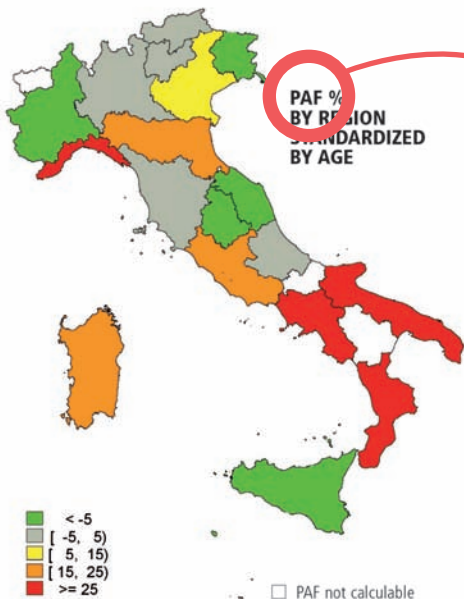 PAF %
BY REGION
STANDARDIZED
BY AGE
< -5
[ -5, 5)
[ 5, 15)
[ 15, 25)
>= 25
PAF not calculable